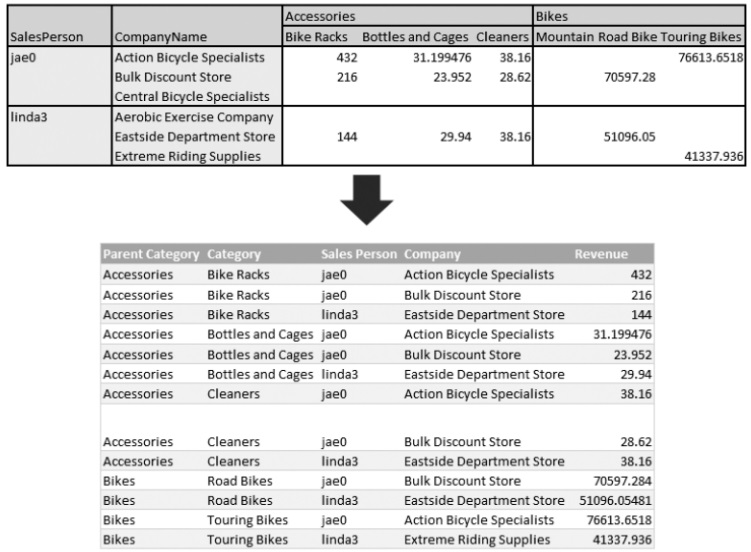 Accessories Bikes
SalesPerson CompanyName Bike Racks Bottles and Cages Cleaners Mountain Road Bike Touring Bikes
jae0 Action Bicycle Specialists 432 31.199476 38.16 76613.6518
Bulk Discount Store 216 23.952 28.62 70597.28
Central Bicycle Specialists
linda3 Aerobic Exercise Company
Eastside Department Store 144 29.94 38.16 51096.05
Extreme Riding Supplies 41337.936
Parent Category Category Sales Person Company Revenue
Accessories Bike Racks jae0 Action Bicycle Specialists 432
Accessories Bike Racks jae0 Bulk Discount Store 216
Accessories Bike Racks linda3 Eastside Department Store 144
Accessories Bottles and Cages jae0 Action Bicycle Specialists 31.199476
Accessories Bottles and Cages jae0 Bulk Discount Store 23.952
Accessories Bottles and Cages linda3 Eastside Department Store 29.94
Accessories Cleaners jae0 Action Bicycle Specialists 38.16
Accessories Cleaners jae0 Bulk Discount Store 28.62
Accessories Cleaners linda3 Eastside Department Store 38.16
Bikes Road Bikes jae0 Bulk Discount Store 70597.284
Bikes Road Bikes linda3 Eastside Department Store 51096.05481
Bikes Touring Bikes jae0 Action Bicycle Specialists 76613.6518
Bikes Touring Bikes linda3 Extreme Riding Supplies 41337.936